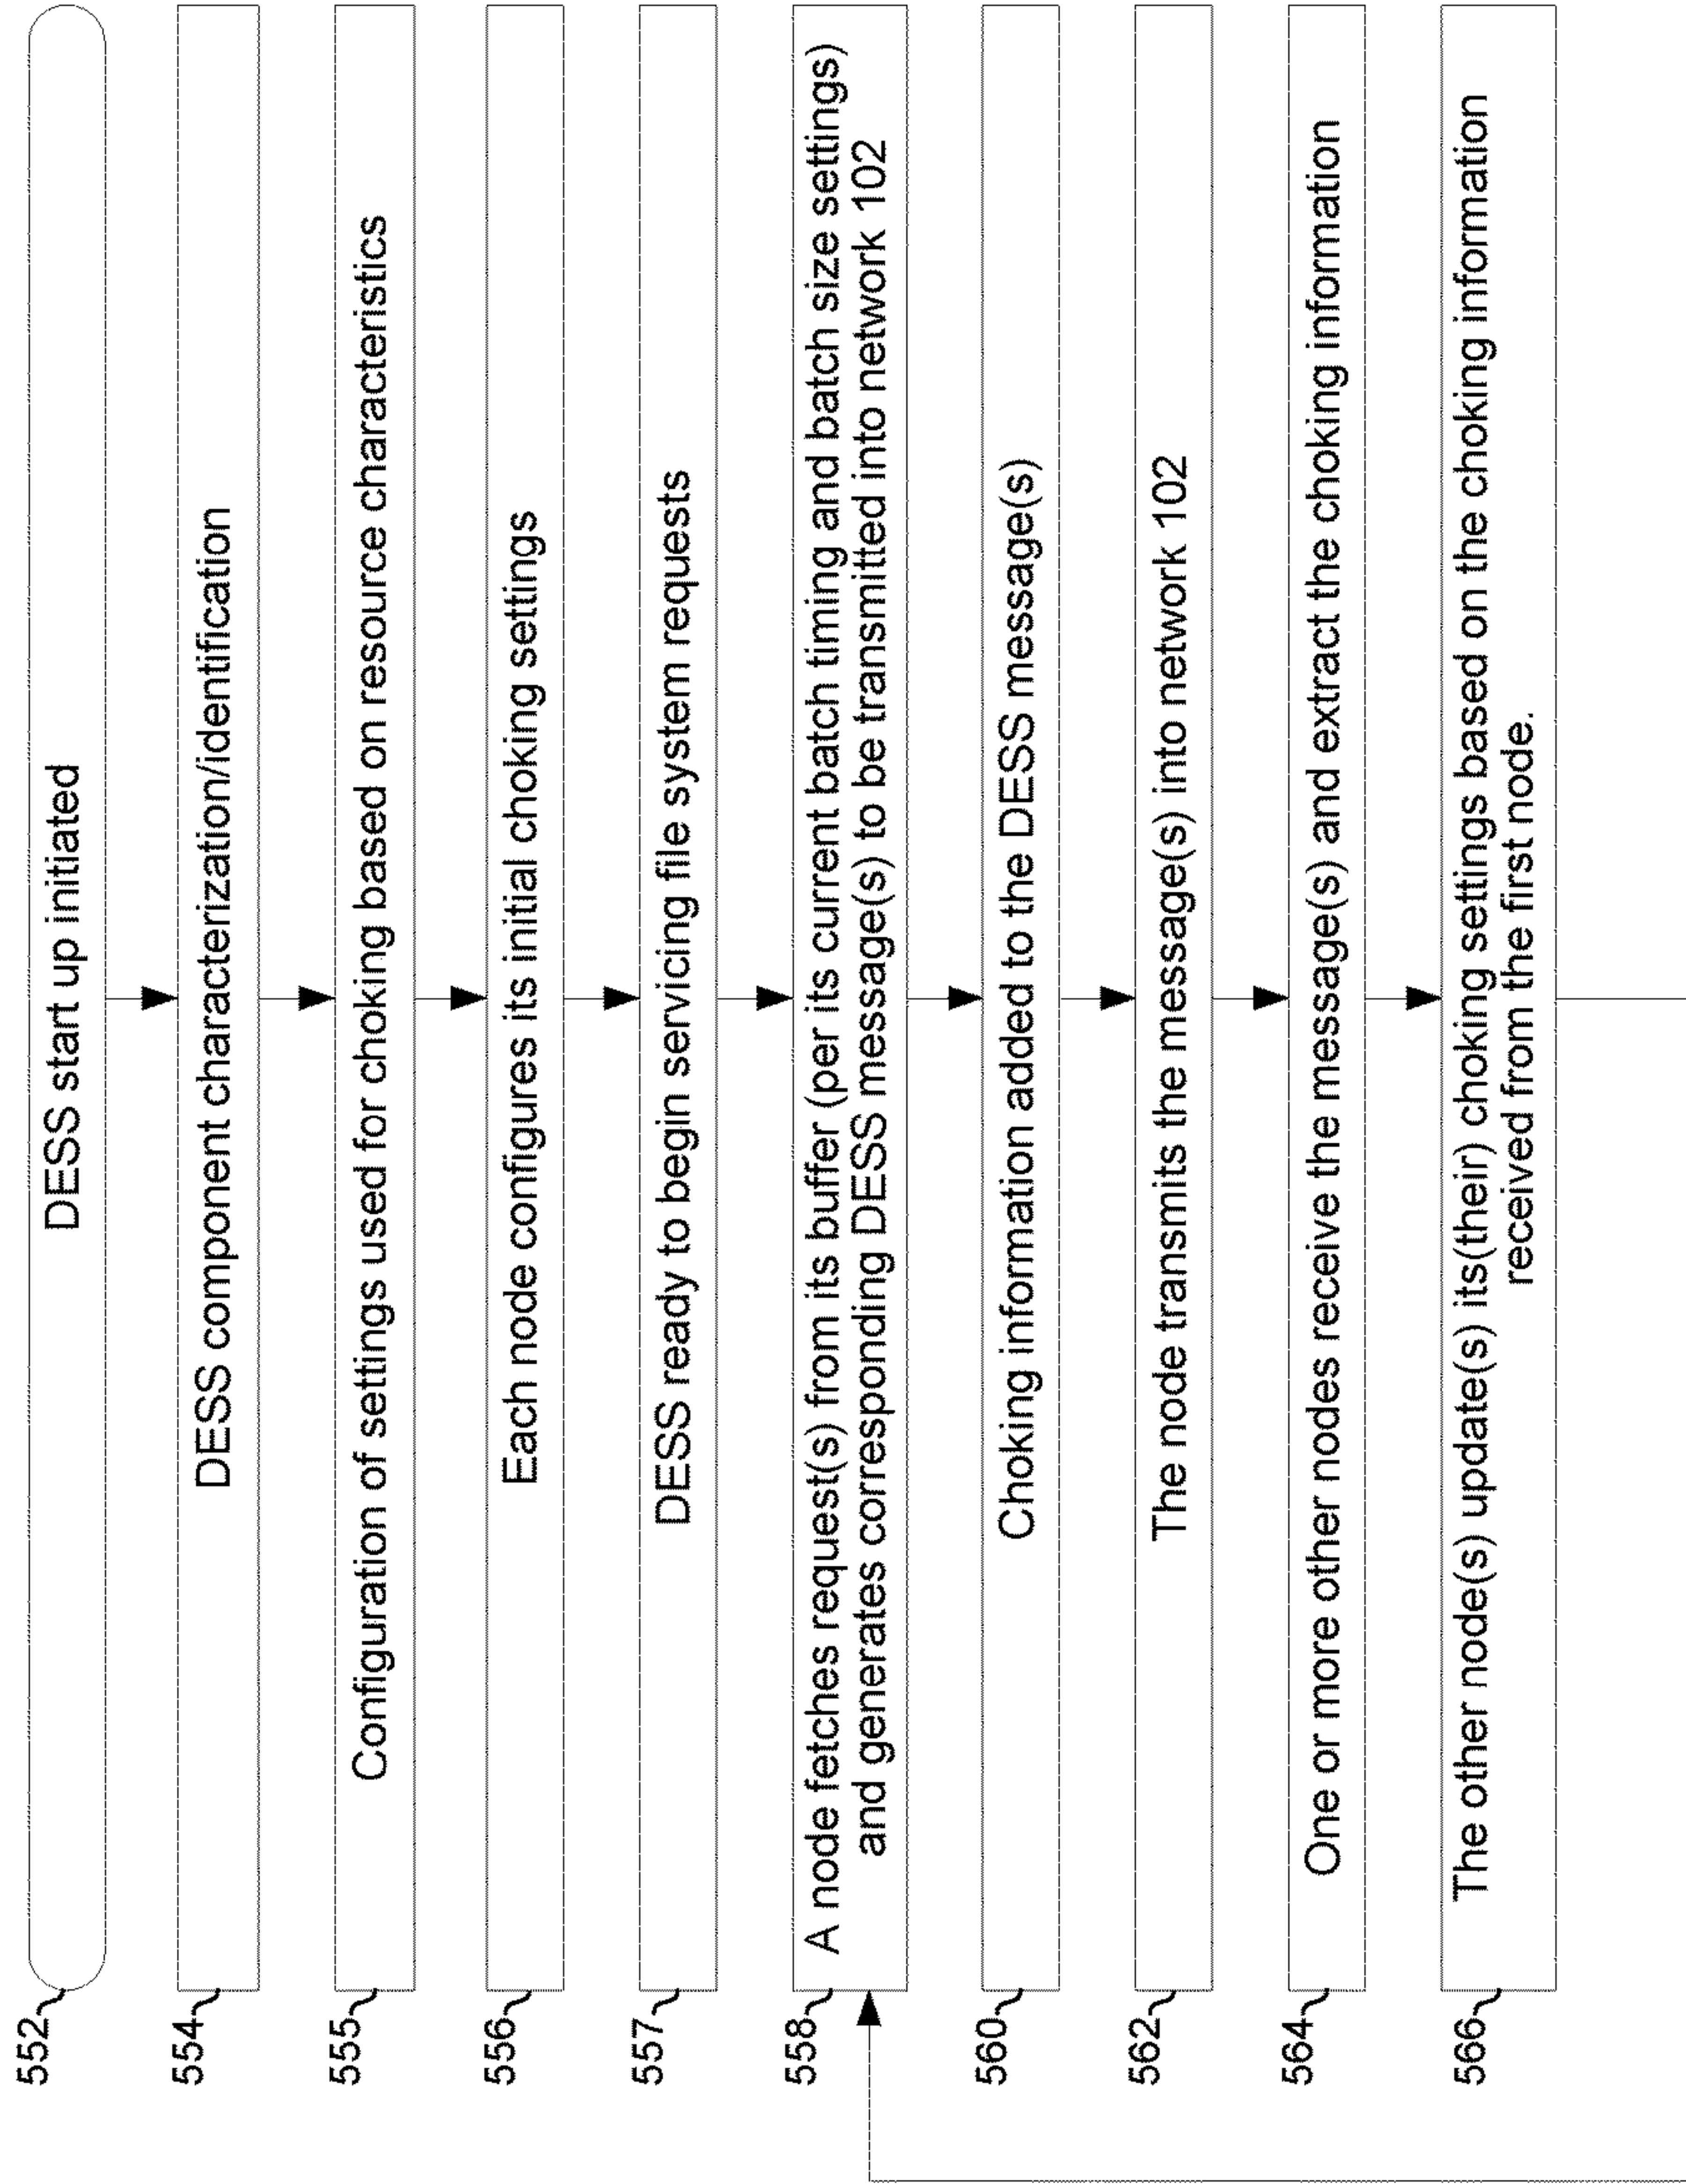 552
DESS start up initiated
554
DESS component characterization/identification
555
Configuration of settings used for choking based on resource characteristics
556
Each node configures its initial choking settings
557
DESS ready to begin servicing file system requests
558
A node fetches request(s) from its buffer (per its current batch timing and batch size settings)
and generates corresponding DESS message(s) to be transmitted into network 102
560
Choking information added to the DESS message(s)
562
The node transmits the message(s) into network 102
564
One or more other nodes receive the message(s) and extract the choking information
566
The other node(s) update(s) its(their) choking settings based on the choking information
received from the first node.